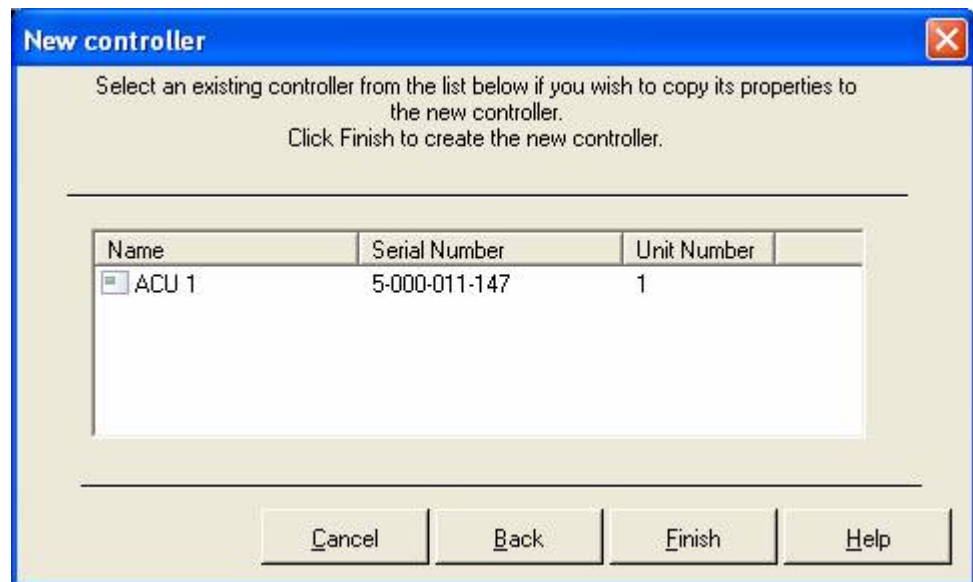 New controller
Select an existing controller from the list below if you wish to copy its properties to
the new controller.
Click Finish to create the new controller.
Name Serial Number Unit Number
ACU 1 5-000-011-147 1
Cancel Back Finish Help